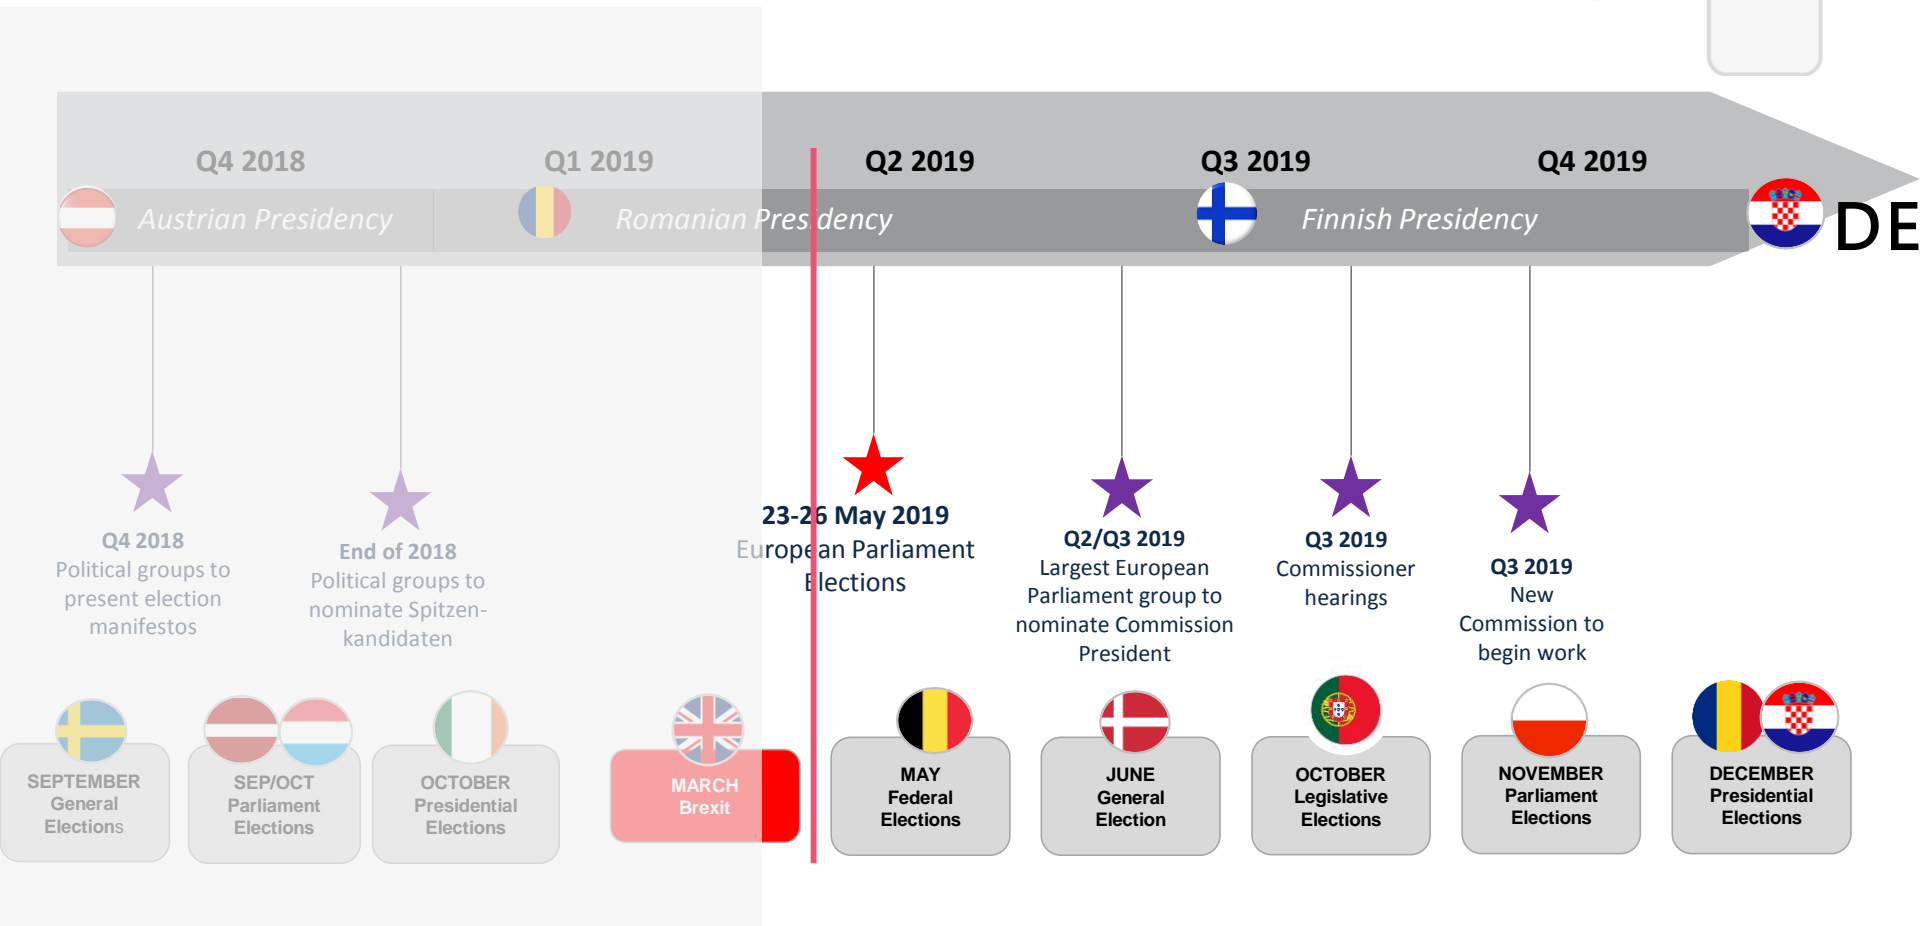 Q4 2018
Q1 2019
Q2 2019
Q3 2019
Q4 2019
Austrian Presidency
Romanian Presidency
Finnish Presidency
DE
Q4 2018
Political groups to
present election
manifestos
End of 2018
Political groups to
nominate Spitzen-
kandidaten
23-26 May 2019
European Parliament
Elections
Q2/Q3 2019
Largest European
Parliament group to
nominate Commission
President
Q3 2019
Commissioner
hearings
Q3 2019
New
Commission to
begin work
SEPTEMBER
General
Elections
SEP/OCT
Parliament
Elections
OCTOBER
Presidential
Elections
MARCH
Brexit
MAY
Federal
Elections
JUNE
General
Election
OCTOBER
Legislative
Elections
NOVEMBER
Parliament
Elections
DECEMBER
Presidential
Elections